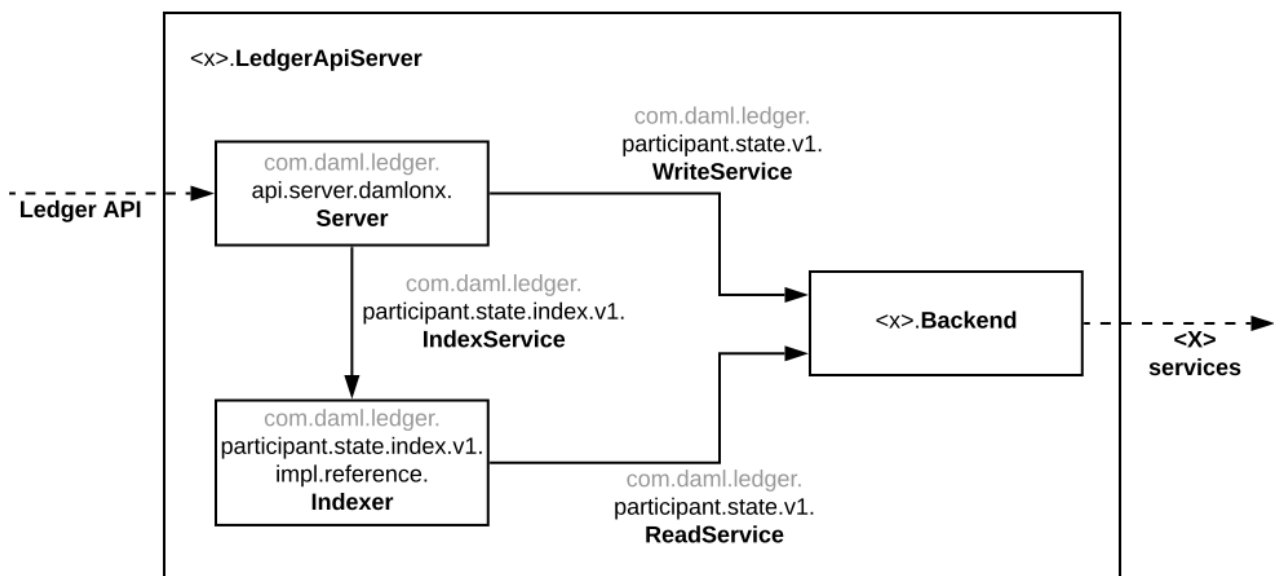 <x>.LedgerApiServer
com.daml.ledger.
participant.state.v1.
WriteService
com.daml.ledger.
api.server.damlonx.
Server
Ledger API
com.daml.ledger.
participant.state.index.v1.
IndexService
<x>.Backend
<X>
services
com.daml.ledger.
participant.state.index.v1.
impl.reference.
Indexer
com.daml.ledger.
participant.state.v1.
ReadService